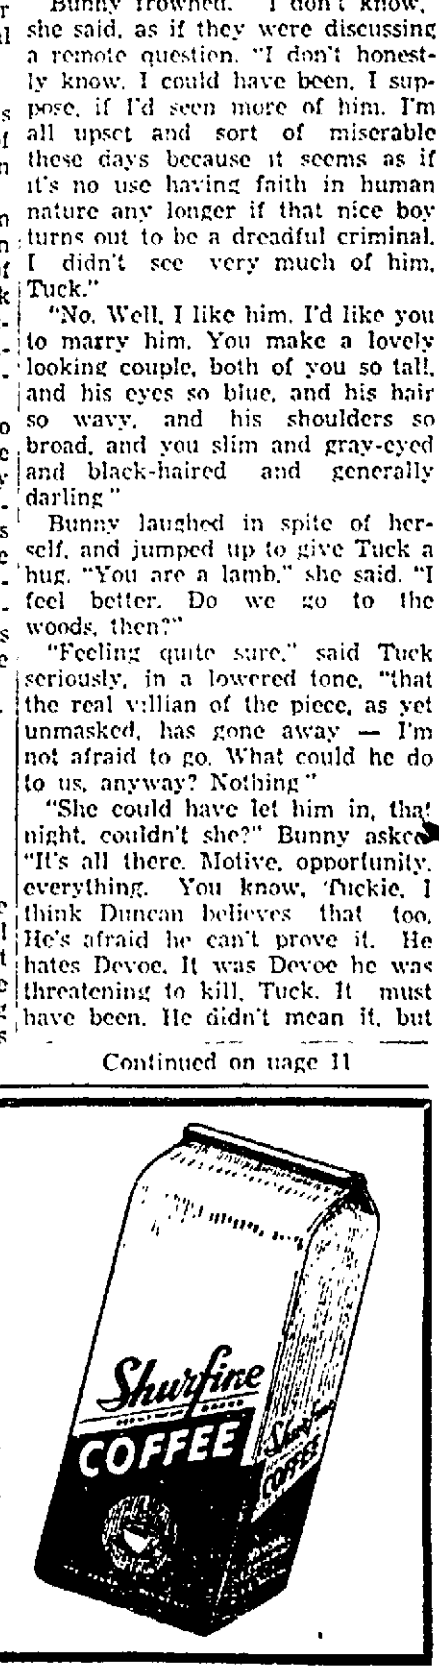 Bunny frowned. "I don't know,"
she said, as if they were discussing
a remote question. "I don't honest-
ly know. I could have been, I sup-
pose, if I'd seen more of him. I'm
all upset and sort of miserable
these days because it seems as if
it's no use having faith in human
nature any longer if that nice boy
turns out to be a dreadful criminal.
I didn't see very much of him,
Tuck."
"No. Well, I like him. I'd like you
to marry him. You make a lovely
looking couple, both of you so tall,
and his eyes so blue, and his hair
so wavy, and his shoulders so
broad, and you slim and gray-eyed
and black-haired and generally
darling"
Bunny laughed in spite of her-
self, and jumped up to give Tuck a
hug. "You are a lamb," she said. "I
feel better. Do we go to the
woods, then?"
"Feeling quite sure," said Tuck
seriously, in a lowered tone, "that
the real villian of the piece, as yet
unmasked, has gone away — I'm
not afraid to go. What could he do
to us, anyway? Nothing"
"She could have let him in, that
night, couldn't she?" Bunny asked
"It's all there. Motive, opportunity,
everything. You know, Tuckie, I
think Duncan believes that too.
He's afraid he can't prove it. He
hates Devoe. It was Devoe he was
threatening to kill, Tuck. It must
have been. He didn't mean it, but
Continued on uage 11
Shurfine
COFFEE
Shurfine
COFFEE